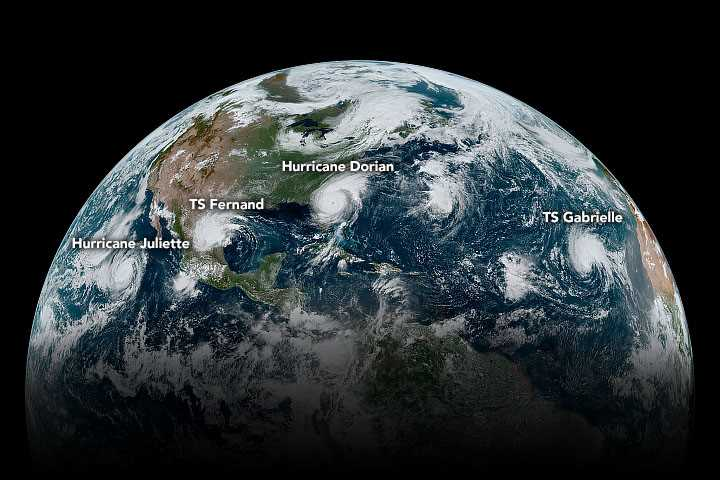 Hurricane Dorian
TS Fernand
TS Gabrielle
Hurricane Juliette